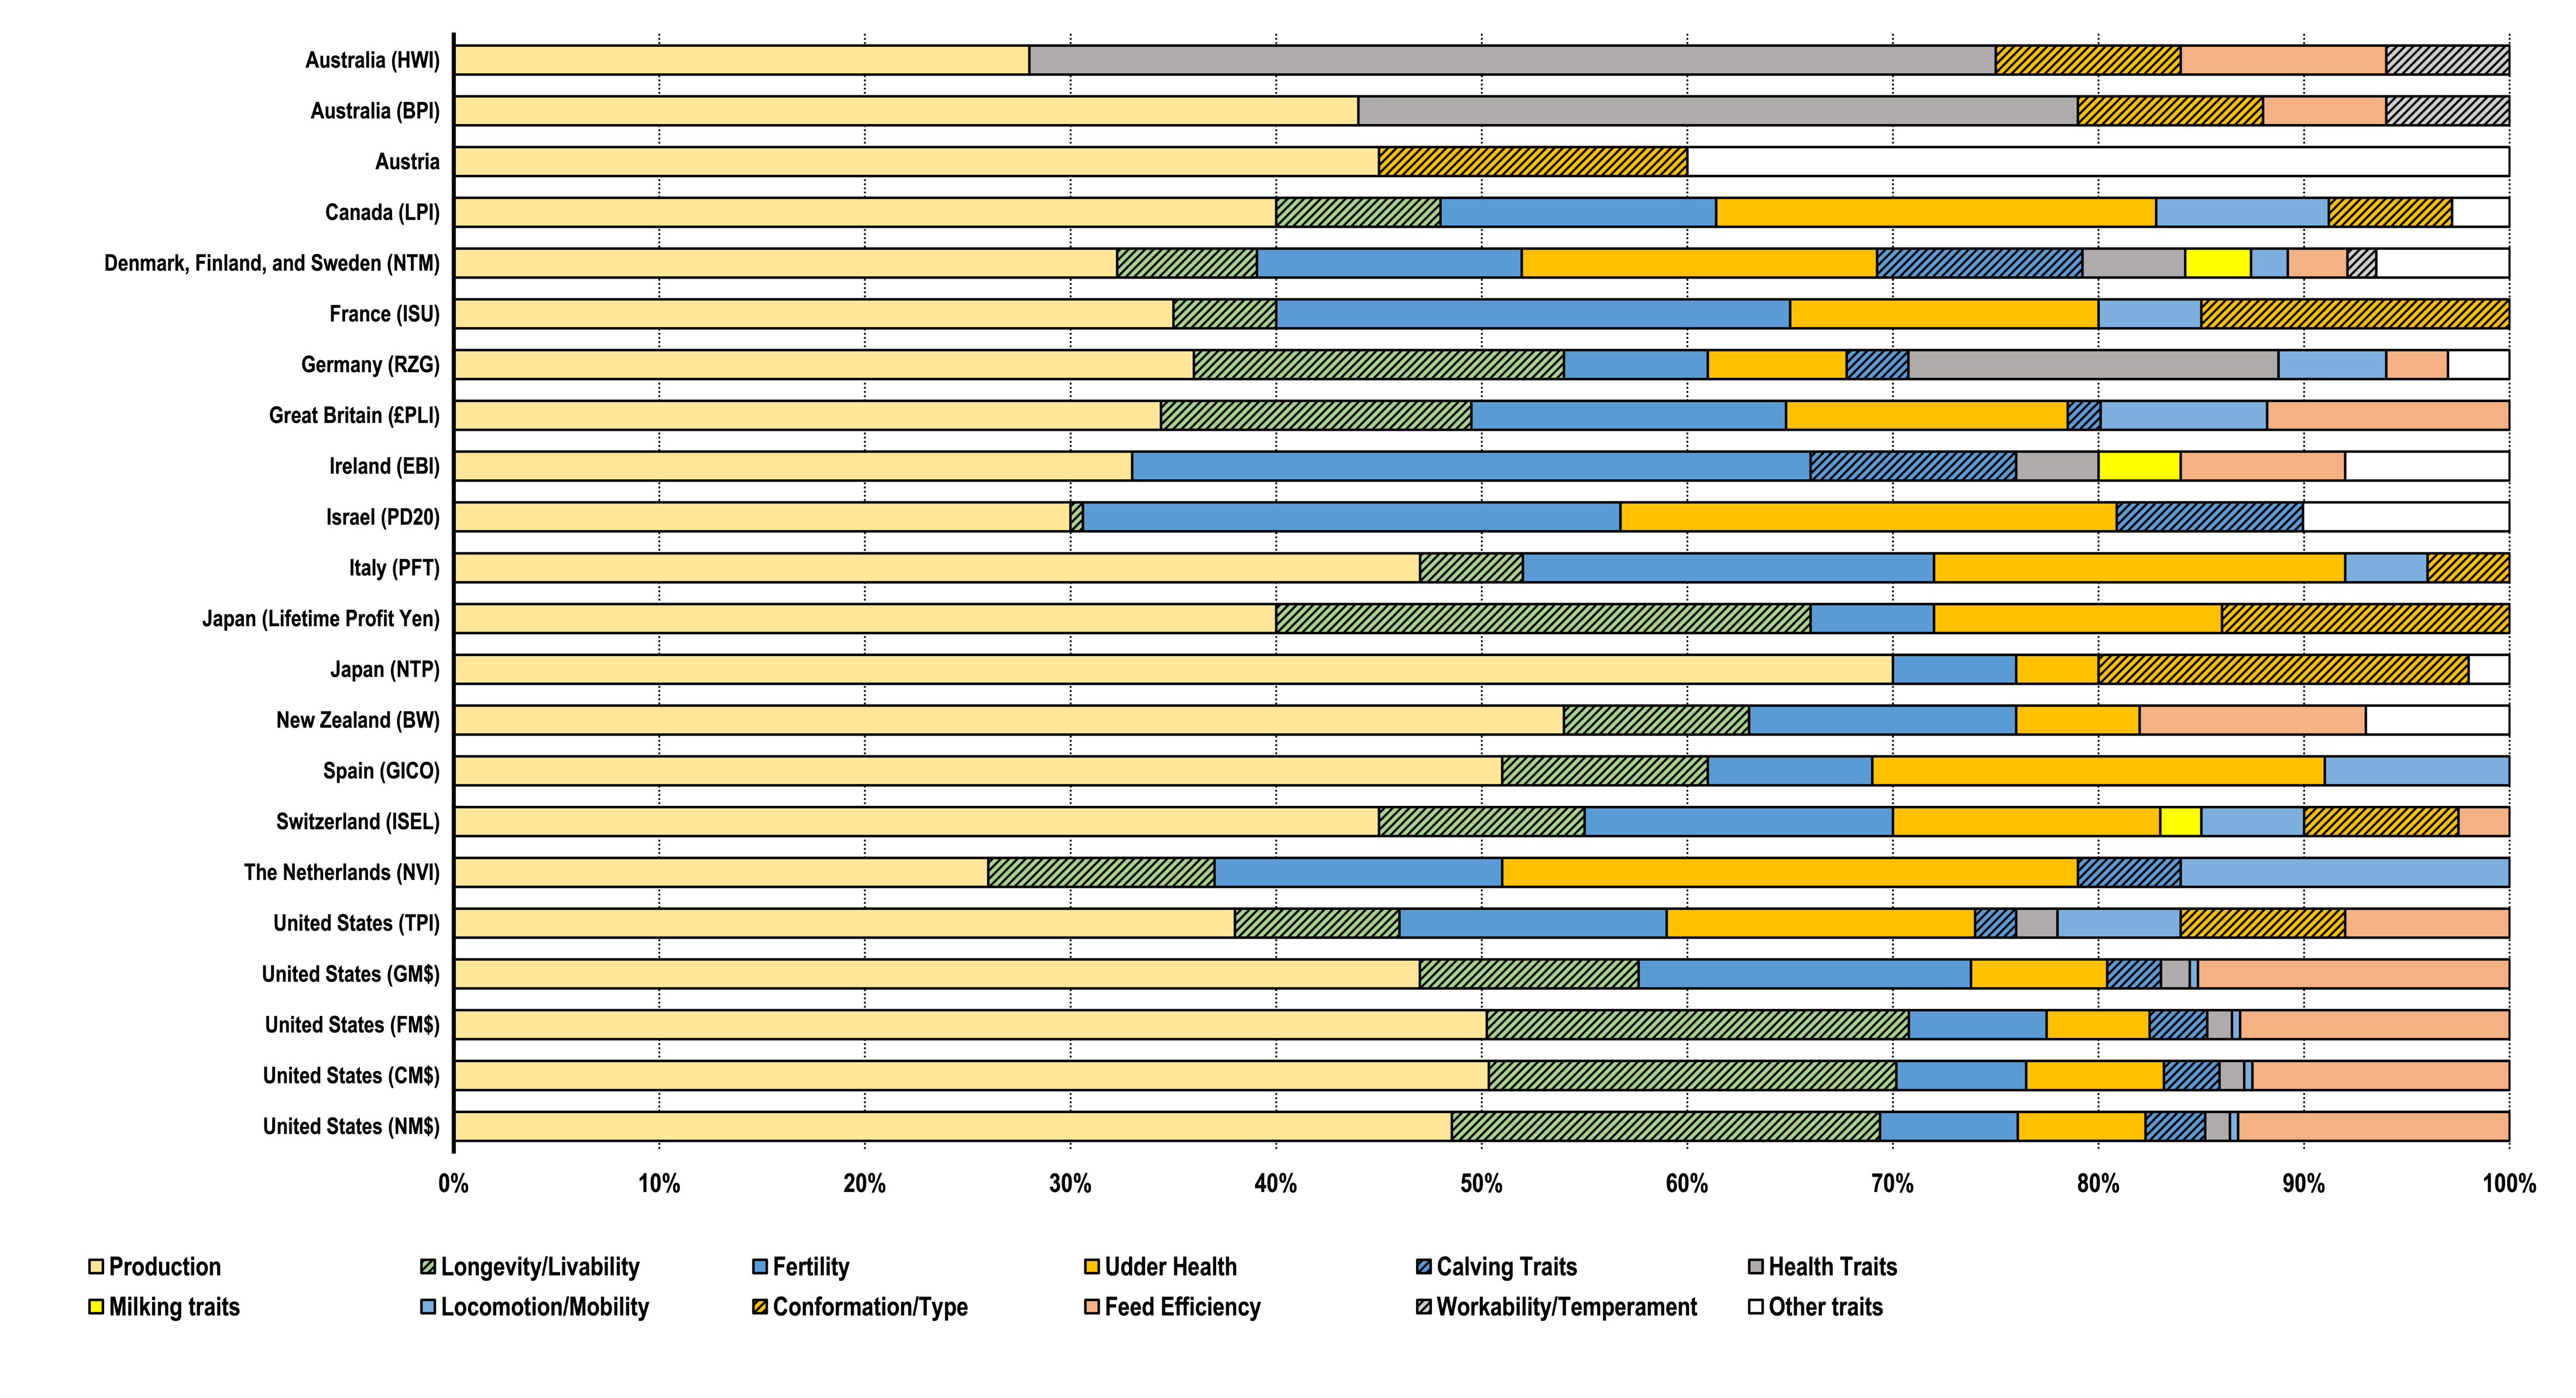 Australia (HWI)
Australia (BPI)
Austria
Canada (LPI)
Denmark, Finland, and Sweden (NTM)
France (ISU)
Germany (RZG)
Great Britain (£PLI)
Ireland (EBI)
Israel (PD20)
Italy (PFT)
Japan (Lifetime Profit Yen)
Japan (NTP)
New Zealand (BW)
Spain (GICO)
Switzerland (ISEL)
The Netherlands (NVI)
United States (TPI)
United States (GM$)
United States (FM$)
United States (CM$)
United States (NM$)
0% 10% 20% 30% 40% 50% 60% 70% 80% 90% 100%
Production Longevity/Livability Fertility Udder Health Calving Traits Health Traits
Milking traits Locomotion/Mobility Conformation/Type Feed Efficiency Workability/Temperament Other traits